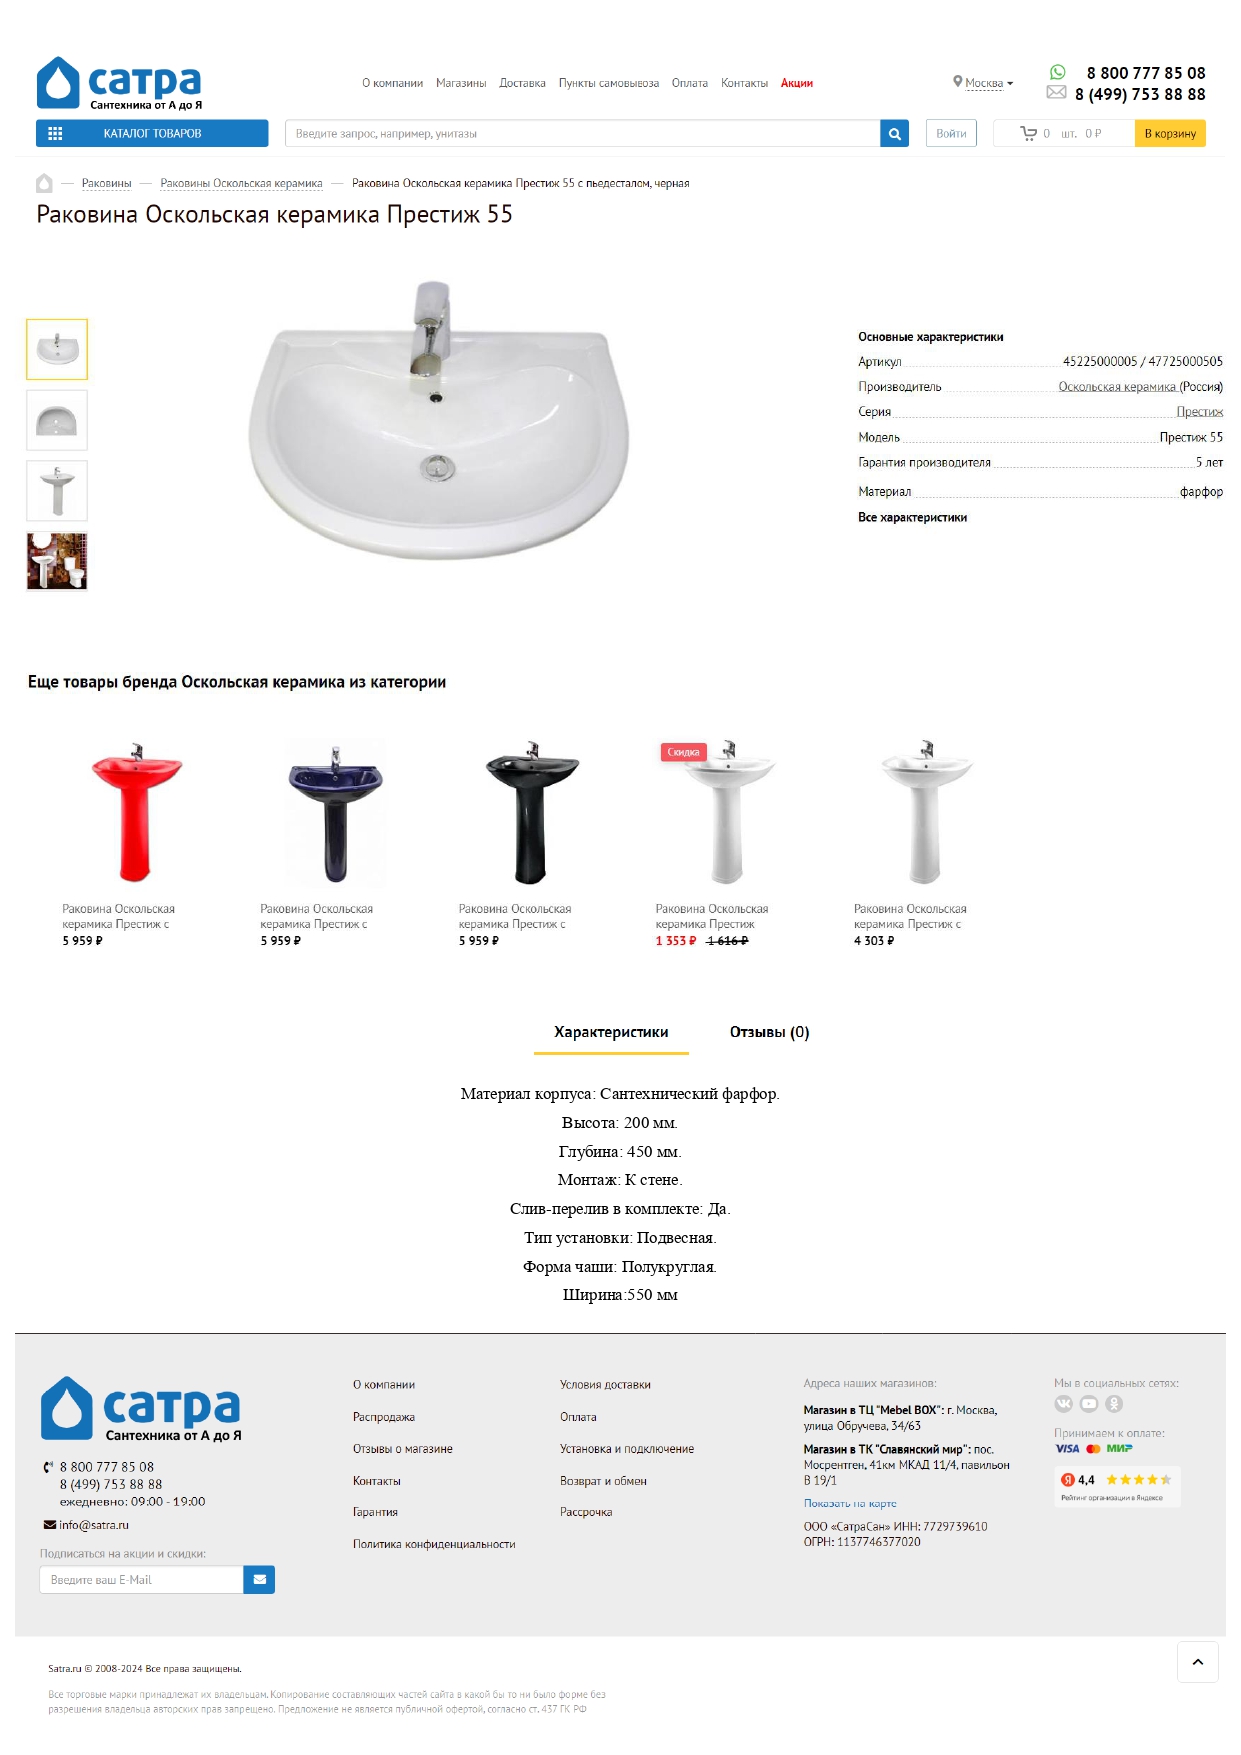 сатра
Сантехника от А до Я
О компании Магазины Доставка Пункты самовывоза Оплата Контакты Акции
Москва
8 800 777 85 08
8 (499) 753 88 88
КАТАЛОГ ТОВАРОВ
Введите запрос, например, унитазы
Войти
0 шт. 0 ₽
В корзину
Раковины — Раковины Оскольская керамика — Раковина Оскольская керамика Престиж 55 с пьедесталом, черная
Раковина Оскольская керамика Престиж 55
Основные характеристики
Артикул 45225000005 / 47725000505
Производитель Оскольская керамика (Россия)
Серия Престиж
Модель Престиж 55
Гарантия производителя 5 лет
Материал фарфор
Все характеристики
Еще товары бренда Оскольская керамика из категории
Скидка
Раковина Оскольская
керамика Престиж с
5 959 ₽
Раковина Оскольская
керамика Престиж с
5 959 ₽
Раковина Оскольская
керамика Престиж с
5 959 ₽
Раковина Оскольская
керамика Престиж
1 353 ₽ 1 616 ₽
Раковина Оскольская
керамика Престиж с
4 303 ₽
Характеристики Отзывы (0)
Материал корпуса: Сантехнический фарфор.
Высота: 200 мм.
Глубина: 450 мм.
Монтаж: К стене.
Слив-перелив в комплекте: Да.
Тип установки: Подвесная.
Форма чаши: Полукруглая.
Ширина:550 мм
сатра
Сантехника от А до Я
8 800 777 85 08
8 (499) 753 88 88
ежедневно: 09:00 - 19:00
info@satra.ru
Подписаться на акции и скидки:
Введите ваш E-Mail
О компании
Распродажа
Отзывы о магазине
Контакты
Гарантия
Политика конфиденциальности
Условия доставки
Оплата
Установка и подключение
Возврат и обмен
Рассрочка
Адреса наших магазинов:
Магазин в ТЦ "Mebel BOX": г. Москва,
улица Обручева, 34/63
Магазин в ТК "Славянский мир": пос.
Мосрентген, 41км МКАД 11/4, павильон
В 19/1
Показать на карте
ООО «СатраСан» ИНН: 7729739610
ОГРН: 1137746377020
Мы в социальных сетях:
Принимаем к оплате:
VISA МИР
Я 4,4
Рейтинг организации в Яндексе
Satra.ru © 2008-2024 Все права защищены.
Все торговые марки принадлежат их владельцам. Копирование составляющих частей сайта в какой бы то ни было форме без
разрешения владельца авторских прав запрещено. Предложение не является публичной офертой, согласно ст. 437 ГК РФ